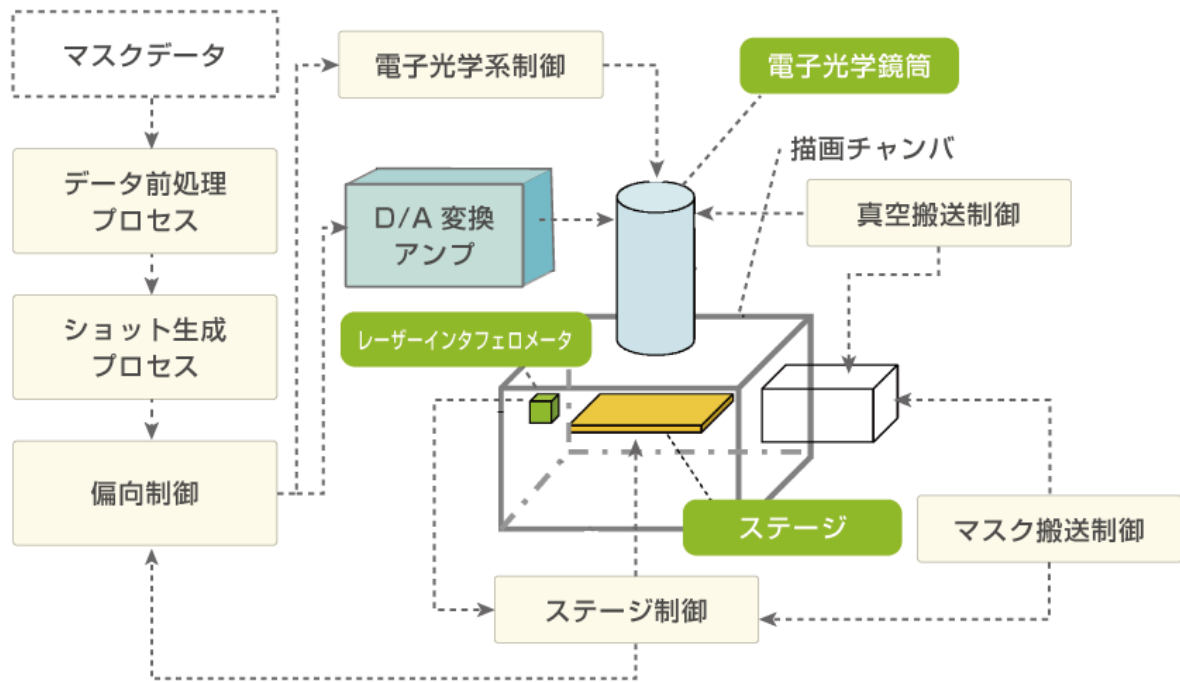 マスクデータ
電子光学系制御
電子光学鏡筒
描画チャンバ
データ前処理
プロセス
D/A 変換
アンプ
真空搬送制御
ショット生成
プロセス
レーザーインタフェロメータ
偏向制御
ステージ
マスク搬送制御
ステージ制御